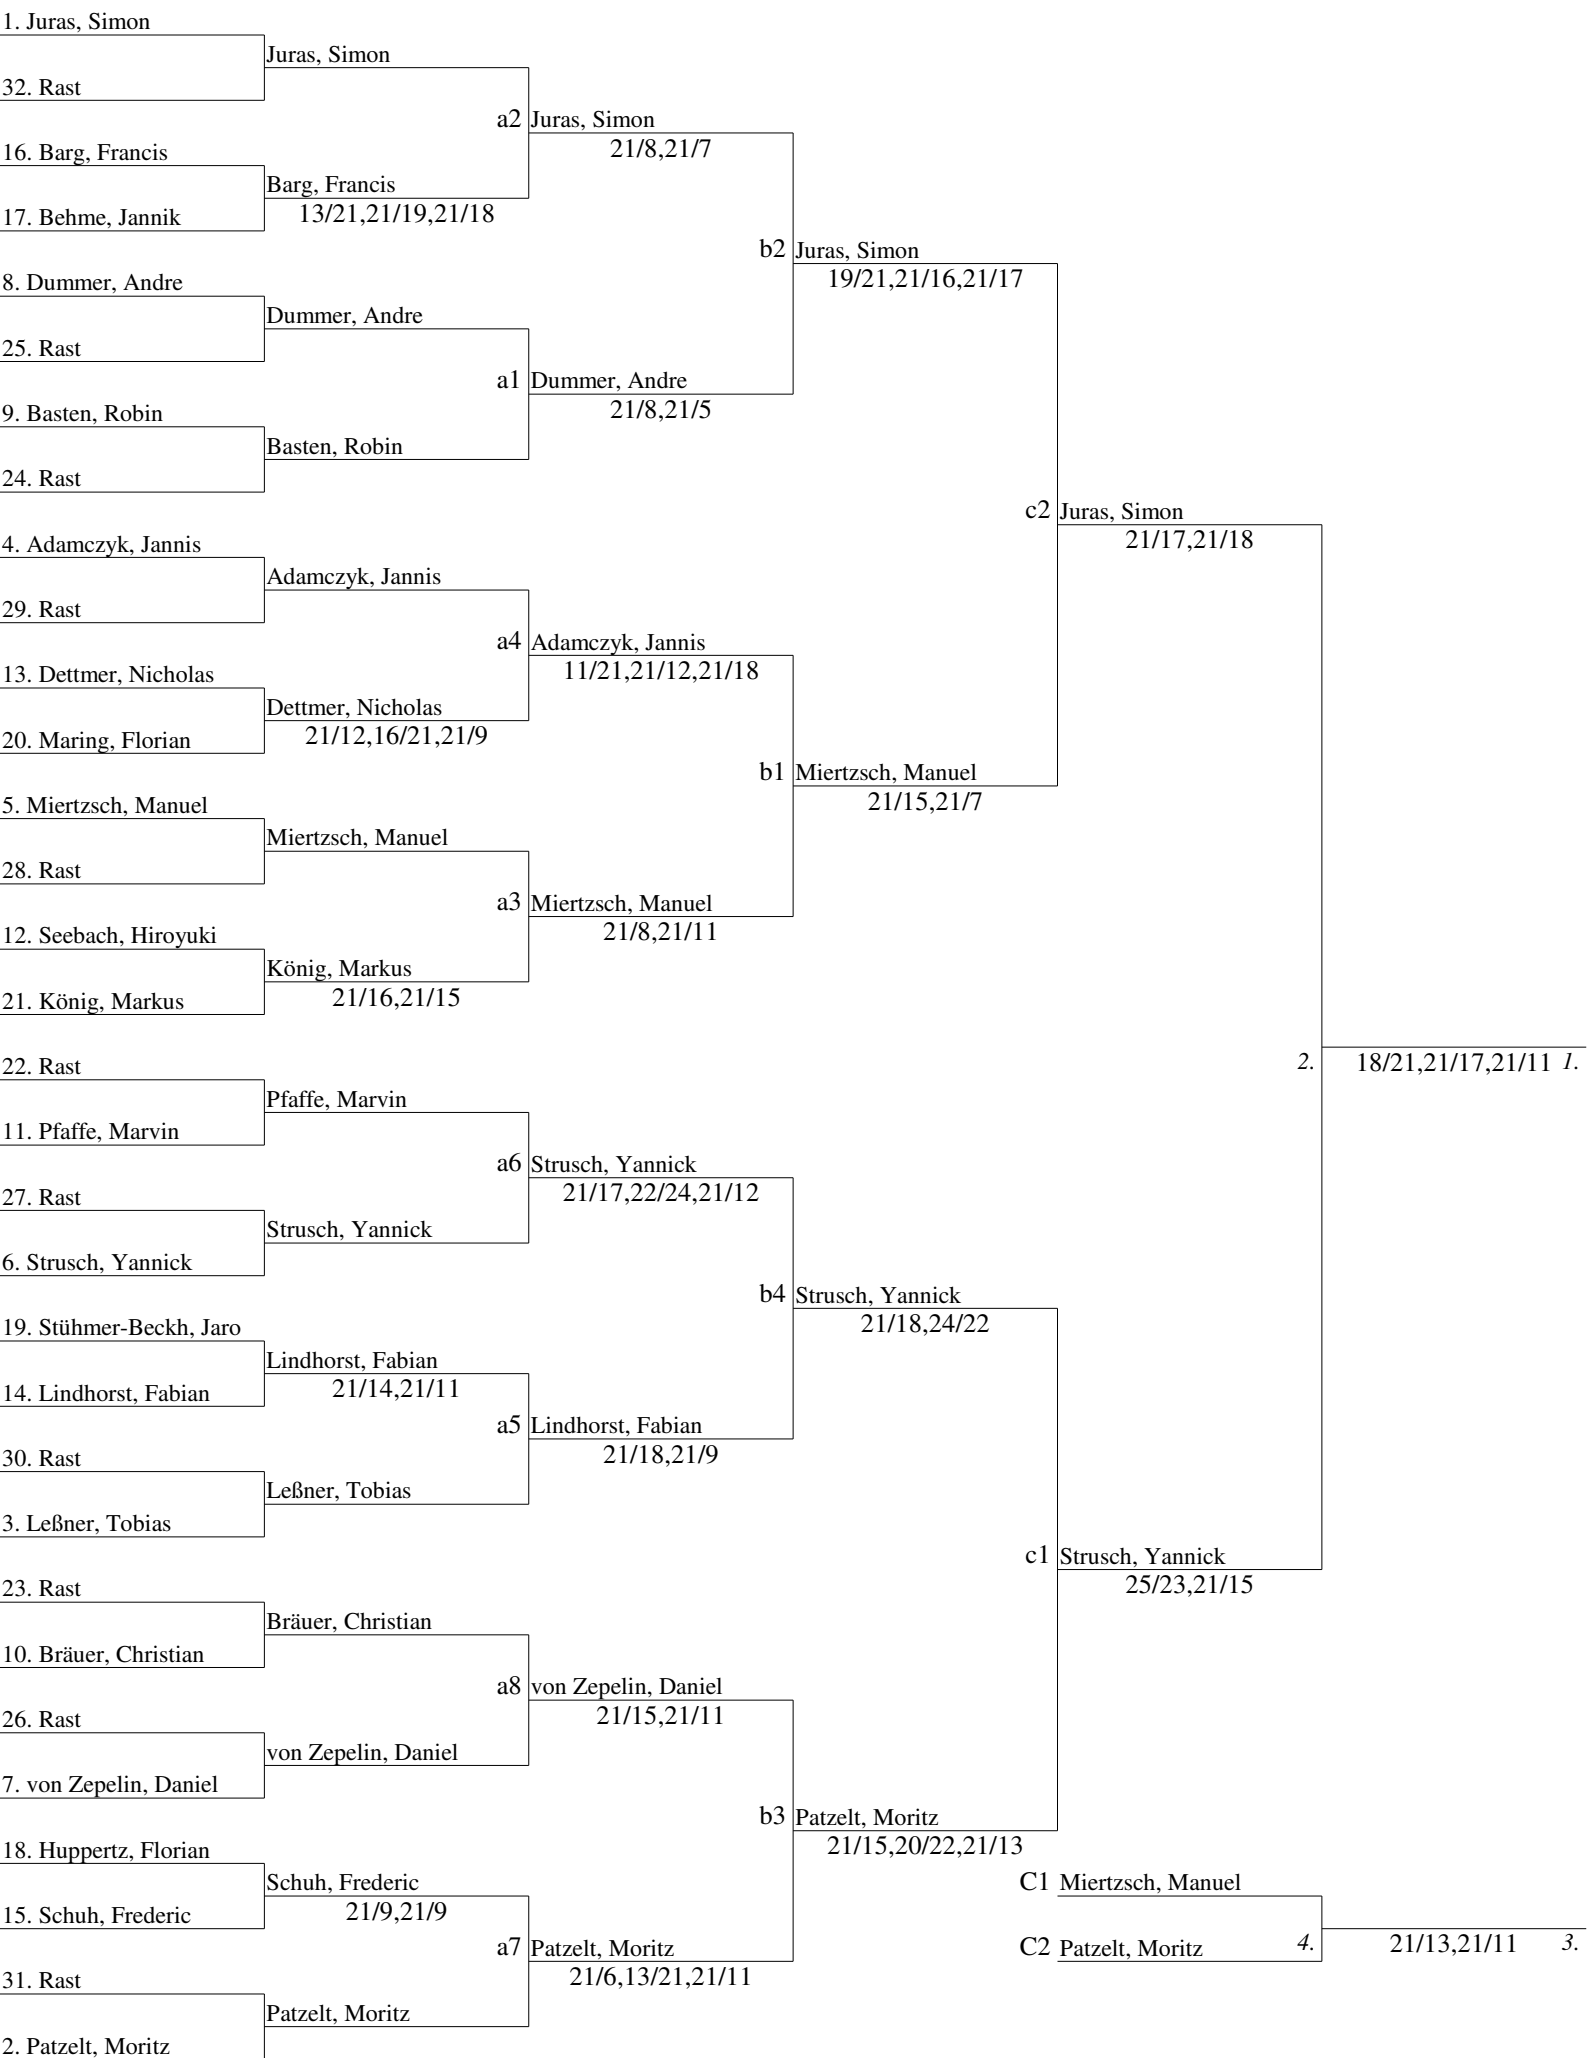 1. Juras, Simon
Juras, Simon
32. Rast
a2 Juras, Simon
21/8,21/7
16. Barg, Francis
Barg, Francis
13/21,21/19,21/18
17. Behme, Jannik
b2 Juras, Simon
19/21,21/16,21/17
8. Dummer, Andre
Dummer, Andre
25. Rast
a1 Dummer, Andre
21/8,21/5
9. Basten, Robin
Basten, Robin
24. Rast
c2 Juras, Simon
21/17,21/18
4. Adamczyk, Jannis
Adamczyk, Jannis
29. Rast
a4 Adamczyk, Jannis
11/21,21/12,21/18
13. Dettmer, Nicholas
Dettmer, Nicholas
21/12,16/21,21/9
20. Maring, Florian
b1 Miertzsch, Manuel
21/15,21/7
5. Miertzsch, Manuel
Miertzsch, Manuel
28. Rast
a3 Miertzsch, Manuel
21/8,21/11
12. Seebach, Hiroyuki
König, Markus
21/16,21/15
21. König, Markus
2. 18/21,21/17,21/11 1.
22. Rast
Pfaffe, Marvin
11. Pfaffe, Marvin
a6 Strusch, Yannick
21/17,22/24,21/12
27. Rast
Strusch, Yannick
6. Strusch, Yannick
b4 Strusch, Yannick
21/18,24/22
19. Stühmer-Beckh, Jaro
Lindhorst, Fabian
21/14,21/11
14. Lindhorst, Fabian
a5 Lindhorst, Fabian
21/18,21/9
30. Rast
Leßner, Tobias
3. Leßner, Tobias
c1 Strusch, Yannick
25/23,21/15
23. Rast
Bräuer, Christian
10. Bräuer, Christian
a8 von Zepelin, Daniel
21/15,21/11
26. Rast
von Zepelin, Daniel
7. von Zepelin, Daniel
b3 Patzelt, Moritz
21/15,20/22,21/13
18. Huppertz, Florian
Schuh, Frederic
21/9,21/9
15. Schuh, Frederic
a7 Patzelt, Moritz
21/6,13/21,21/11
31. Rast
Patzelt, Moritz
2. Patzelt, Moritz
C1 Miertzsch, Manuel
C2 Patzelt, Moritz 4. 21/13,21/11 3.